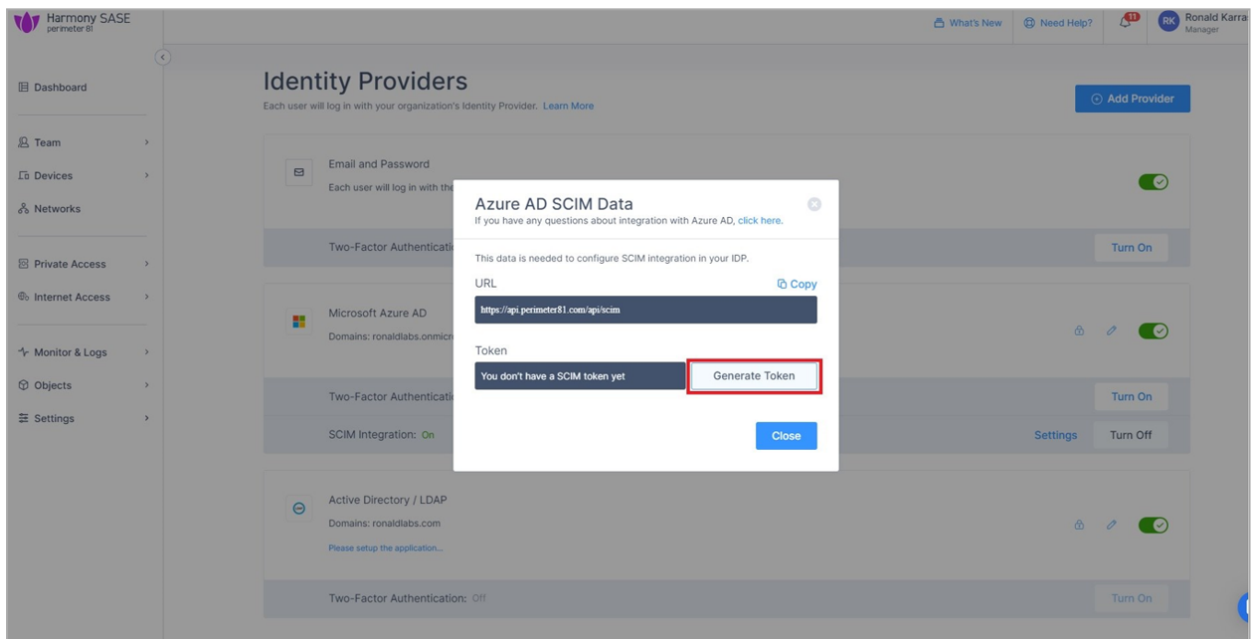 Harmony SASE
perimeter 81
What's New
Need Help?
11
RK
Ronald Karra
Manager
Dashboard
Team
Devices
Networks
Private Access
Internet Access
Monitor & Logs
Objects
Settings
Identity Providers
Each user will log in with your organization's Identity Provider. Learn More
Add Provider
Email and Password
Each user will log in with the
Two-Factor Authenticati
Turn On
Microsoft Azure AD
Domains: ronaldlabs.onmicr
Two-Factor Authenticati
Turn On
SCIM Integration: On
Settings
Turn Off
Active Directory / LDAP
Domains: ronaldlabs.com
Please setup the application...
Two-Factor Authentication: Off
Turn On
Azure AD SCIM Data
If you have any questions about integration with Azure AD, click here.
This data is needed to configure SCIM integration in your IDP.
URL
Copy
https://api.perimeter81.com/api/scim
Token
You don't have a SCIM token yet
Generate Token
Close